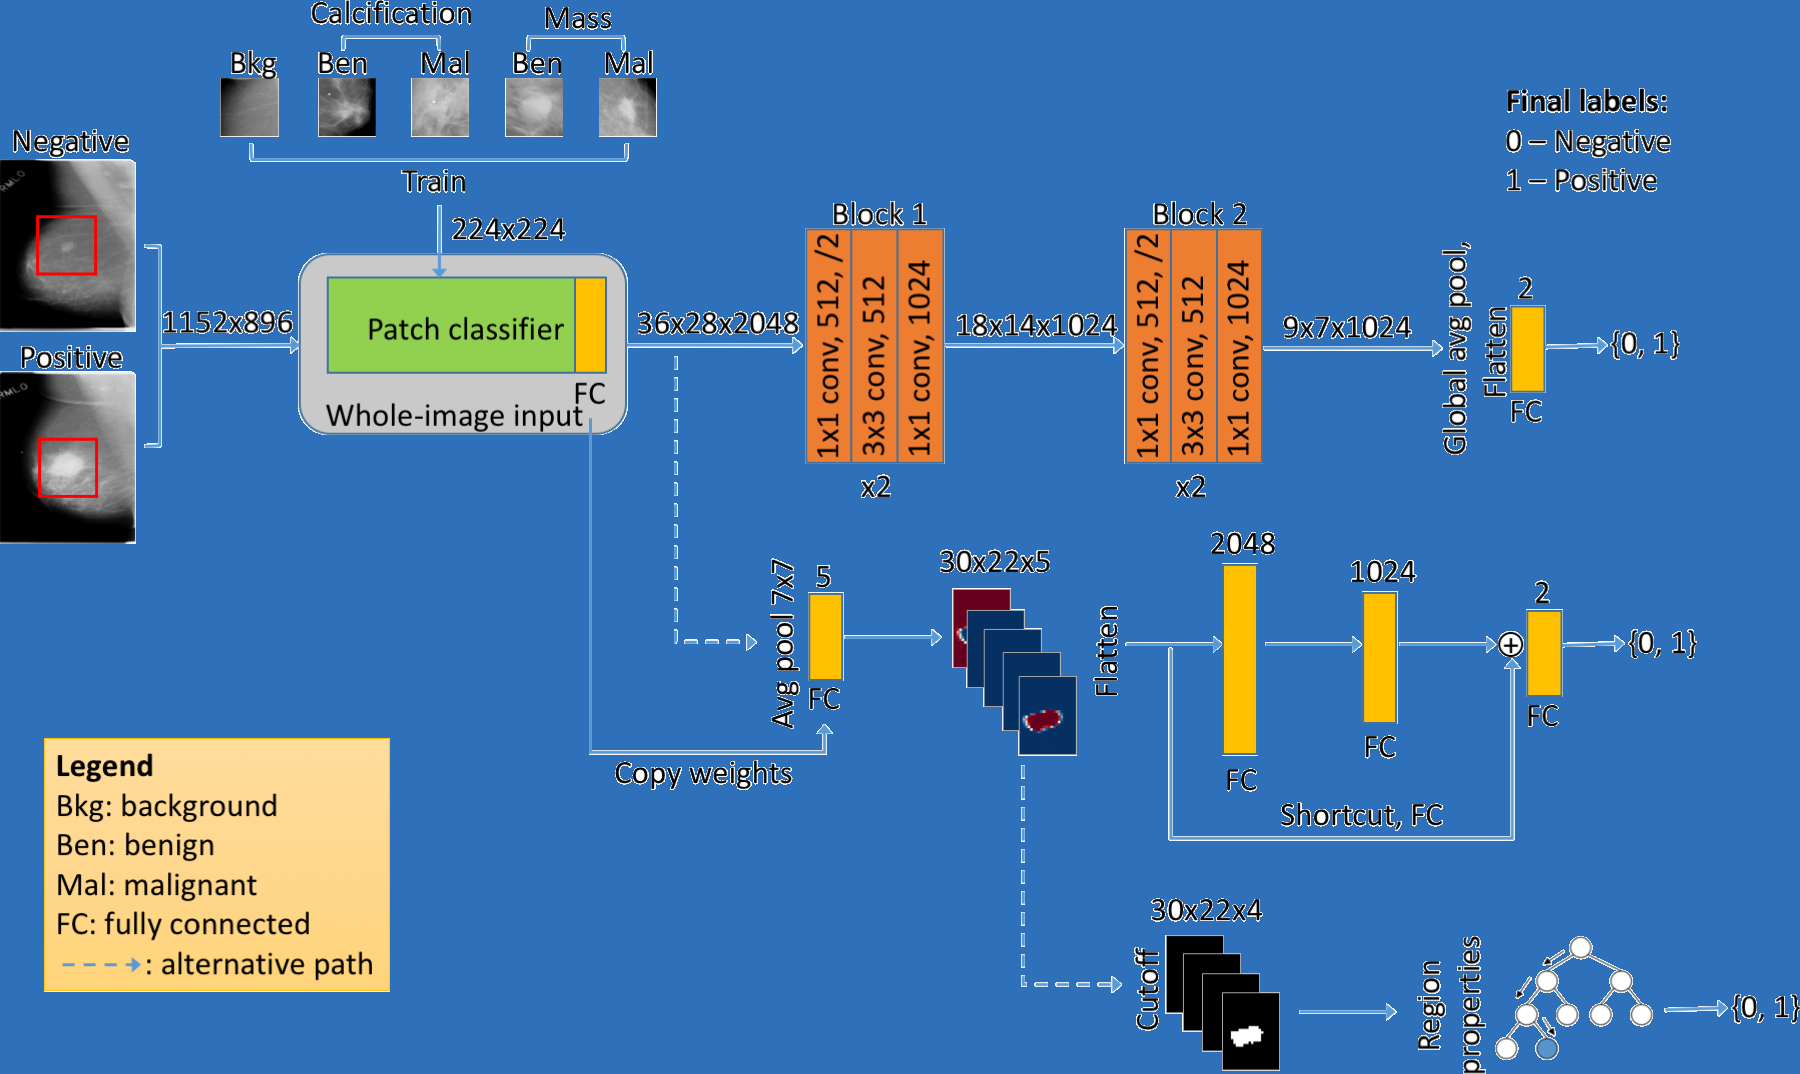 Calcification
Mass
Bkg
Ben
Mal
Ben
Mal
Final labels:
0 – Negative
1 – Positive
Negative
RMLO
Train
224x224
Block 1
Block 2
1152x896
Patch classifier
FC
Whole-image input
36x28x2048
1x1 conv, 512, /2
3x3 conv, 512
1x1 conv, 1024
x2
18x14x1024
1x1 conv, 512, /2
3x3 conv, 512
1x1 conv, 1024
x2
9x7x1024
Global avg pool,
Flatten
2
FC
{0, 1}
Positive
RMLO
Avg pool 7x7
5
FC
Copy weights
30x22x5
Flatten
2048
FC
1024
FC
2
FC
{0, 1}
Shortcut, FC
Legend
Bkg: background
Ben: benign
Mal: malignant
FC: fully connected
: alternative path
30x22x4
Cutoff
Region
properties
{0, 1}